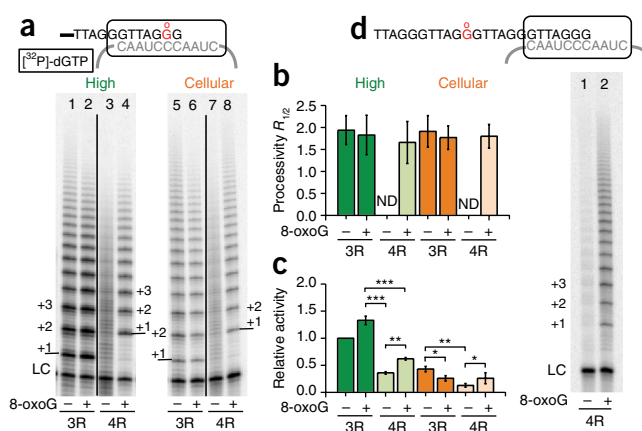 a
TTAGGGTTAGGG
o
CAAUCCCAAUC
[³²P]-dGTP
High Cellular
1 2 3 4 5 6 7 8
+3
+2
+1
LC
+3
+2
+1
+2
+1
+2
+1
8-oxoG – + – + – + – +
3R 4R 3R 4R
b
High Cellular
Processivity R1/2
2.5
2.0
1.5
1.0
0.5
0.0
ND ND
8-oxoG – + – + – + – +
3R 4R 3R 4R
c
Relative activity
2.0
1.5
1.0
0.5
0.0
***
***
**
**
*
*
8-oxoG – + – + – + – +
3R 4R 3R 4R
d
TTAGGGTTAGGGTTAGGGTTAGGG
o
CAAUCCCAAUC
1 2
+3
+2
+1
LC
8-oxoG – +
4R